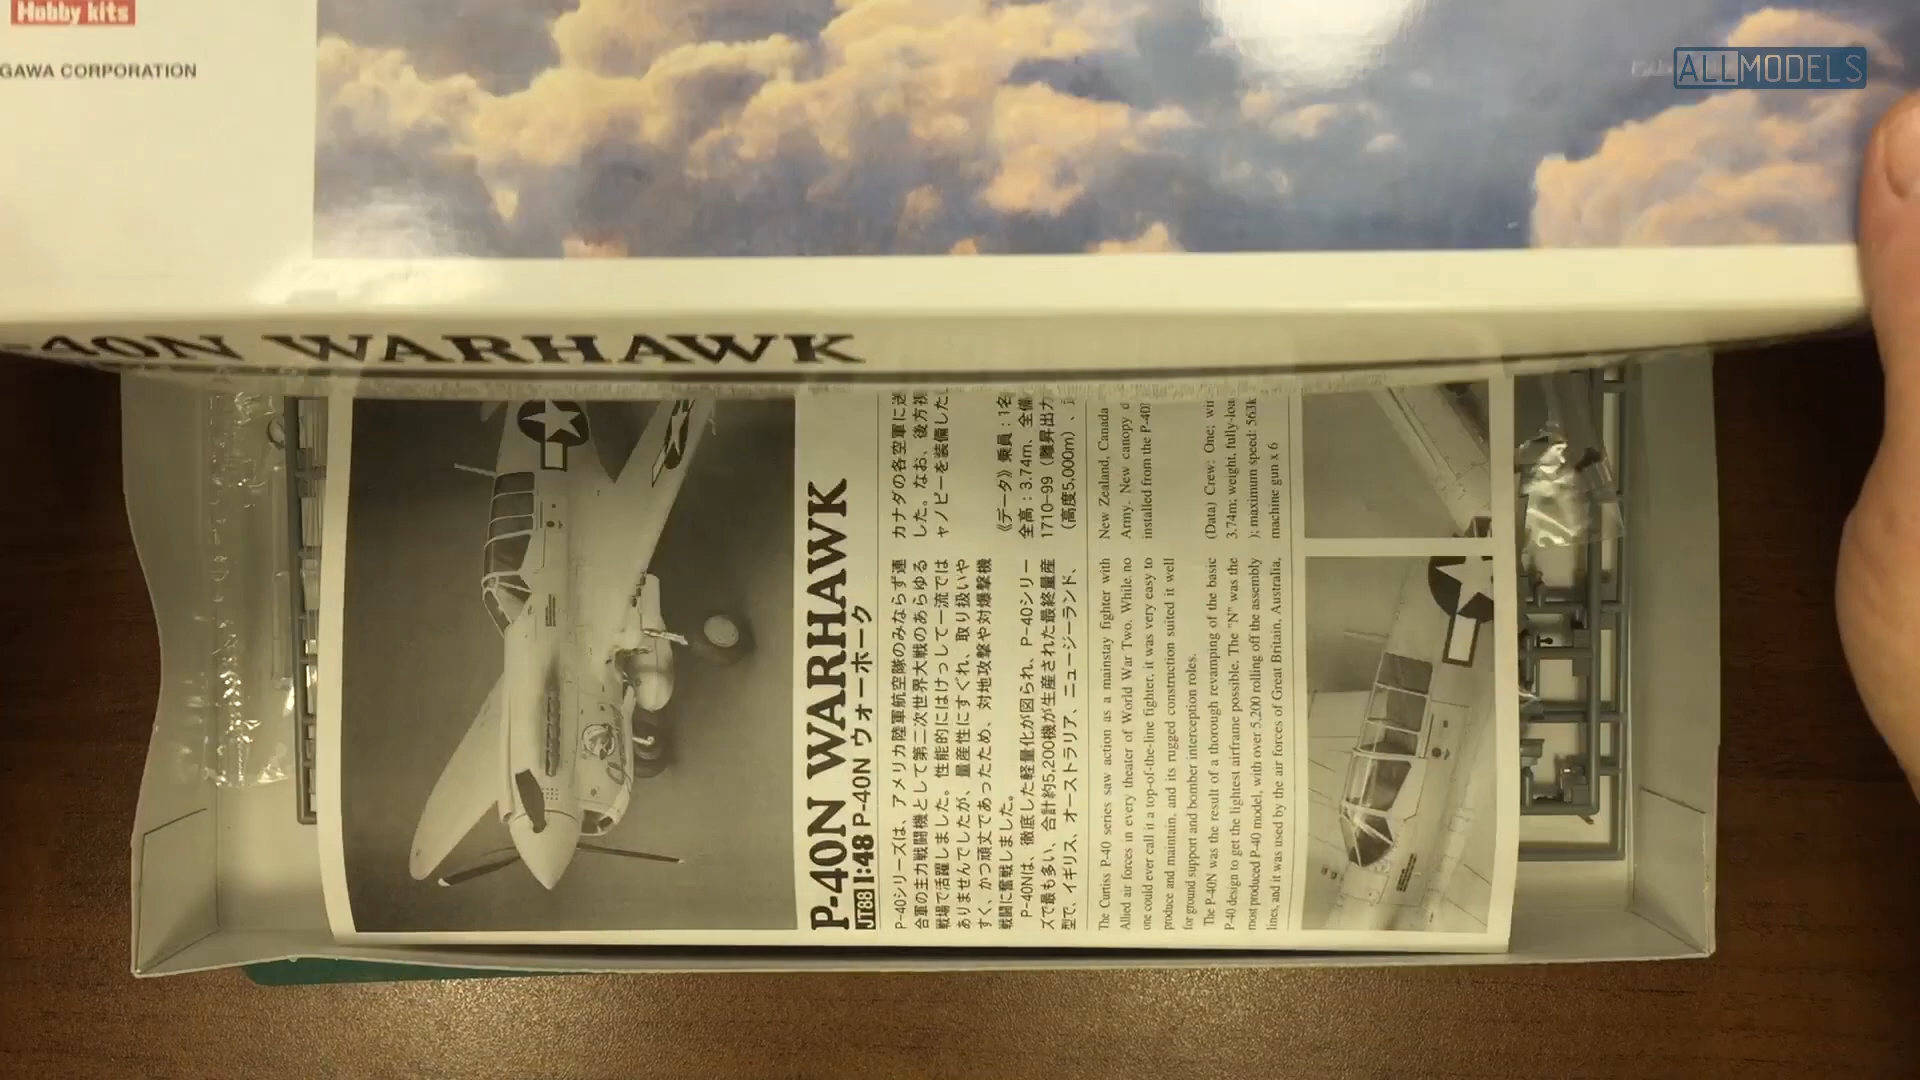 Hobby kits
GAWA CORPORATION
ALLMODELS
-40N WARHAWK
P-40N WARHAWK
JT88 1:48 P-40N ウォーホーク
P-40シリーズは、アメリカ陸軍航空隊のみならず連
合軍の主力戦闘機として第二次世界大戦のあらゆる
戦場で活躍しました。性能的にはけっして一流では
ありませんでしたが、量産性にすぐれ、取り扱いや
すく、かつ頑丈であったため、対地攻撃や対爆撃機
戦闘に奮戦しました。
P-40Nは、徹底した軽量化が図られ、P-40シリー
ズで最も多い、合計約5,200機が生産された最終量産
型で、イギリス、オーストラリア、ニュージーランド、
カナダの各空軍に送
した。なお、後方視
ャノピーを装備した
《データ》乗員：1名
全高：3.74m、全備
1710-99（離昇出力
（高度5,000m）、
The Curtiss P-40 series saw action as a mainstay fighter with
Allied air forces in every theater of World War Two. While no
one could ever call it a top-of-the-line fighter, it was very easy to
produce and maintain, and its rugged construction suited it well
for ground support and bomber interception roles.
The P-40N was the result of a thorough revamping of the basic
P-40 design to get the lightest airframe possible. The "N" was the
most produced P-40 model, with over 5,200 rolling off the assembly
lines, and it was used by the air forces of Great Britain, Australia,
New Zealand, Canada
Army. New canopy d
installed from the P-40
(Data) Crew: One; wi
3.74m; weight, fully-loa
); maximum speed: 563k
machine gun x 6